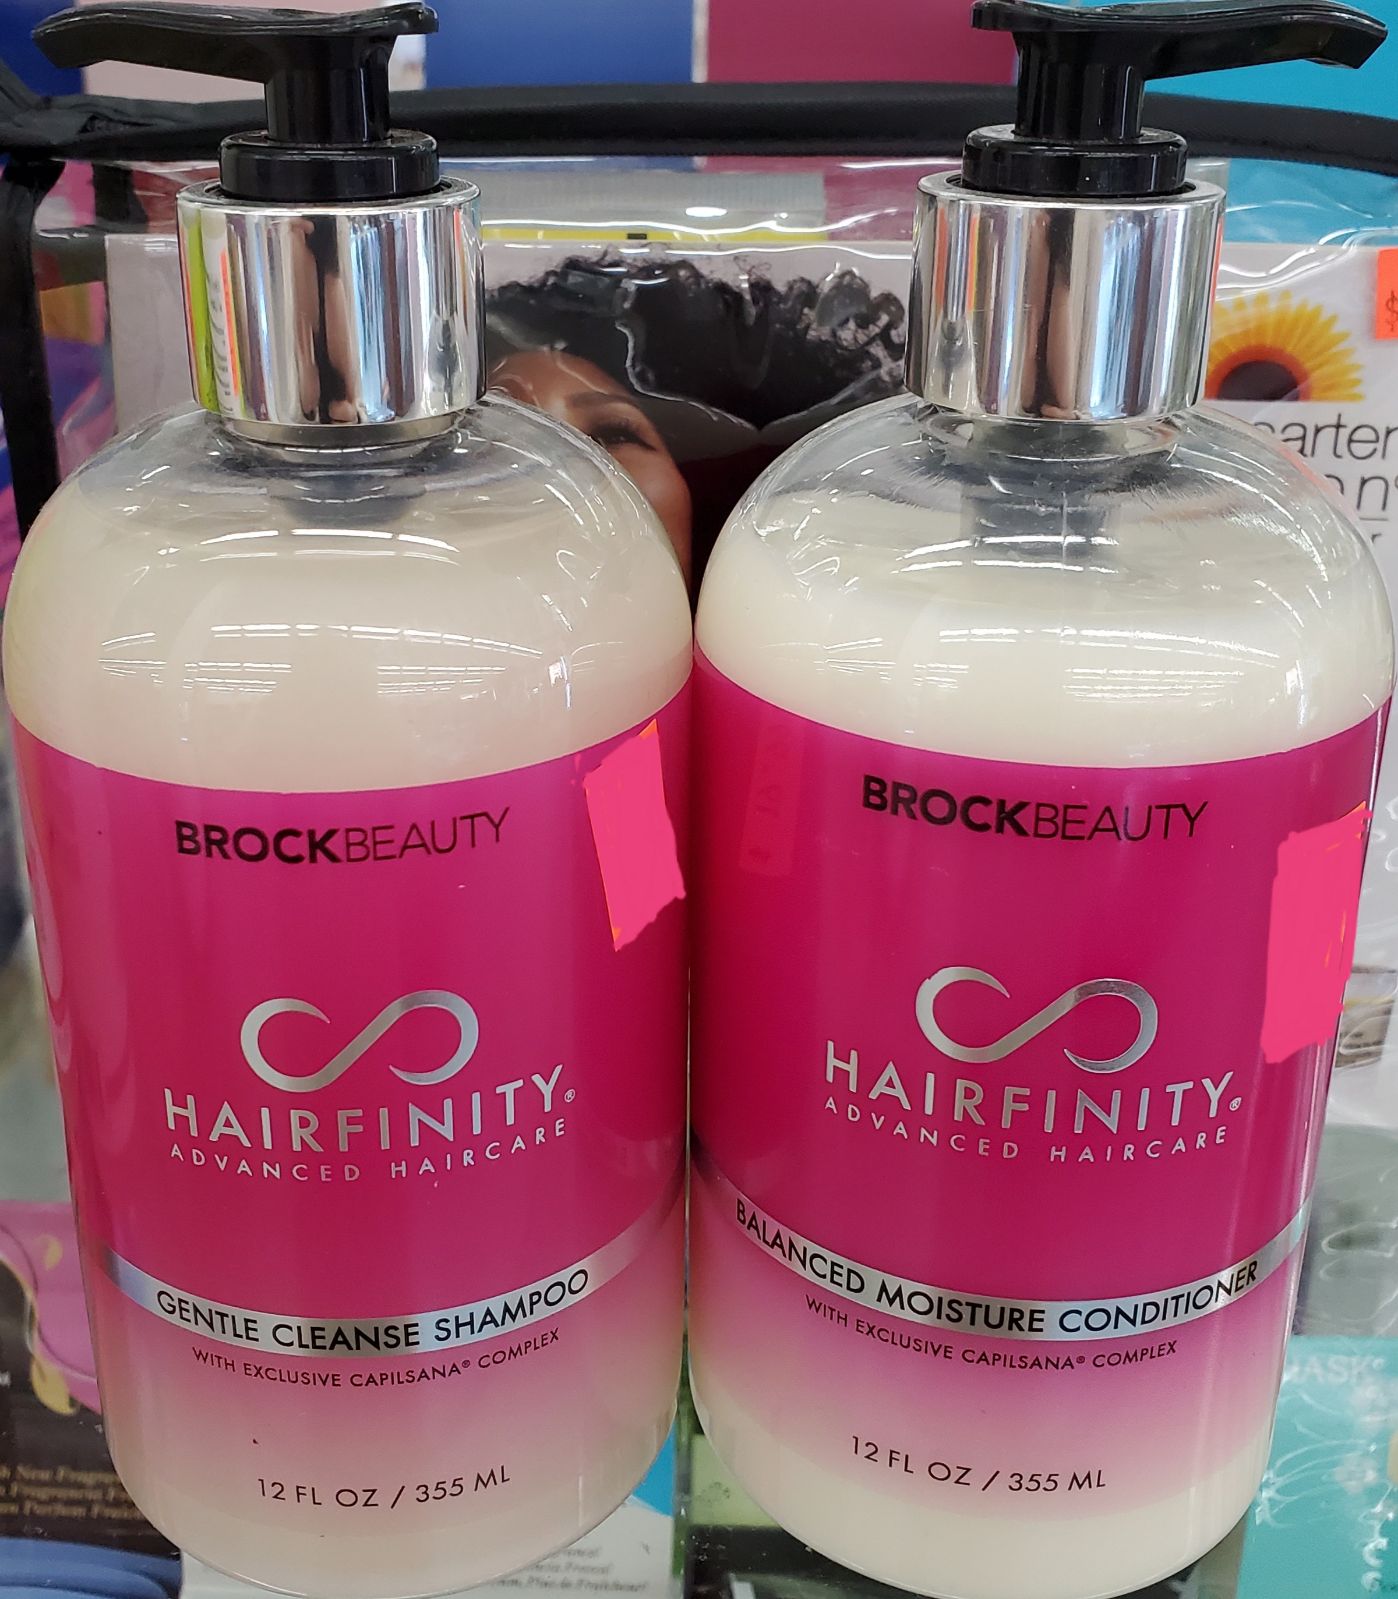 BROCKBEAUTY
HAIRFINITY®
ADVANCED HAIRCARE
GENTLE CLEANSE SHAMPOO
WITH EXCLUSIVE CAPILSANA® COMPLEX
12 FL OZ / 355 ML
BROCKBEAUTY
HAIRFINITY®
ADVANCED HAIRCARE
BALANCED MOISTURE CONDITIONER
WITH EXCLUSIVE CAPILSANA® COMPLEX
12 FL OZ / 355 ML
$